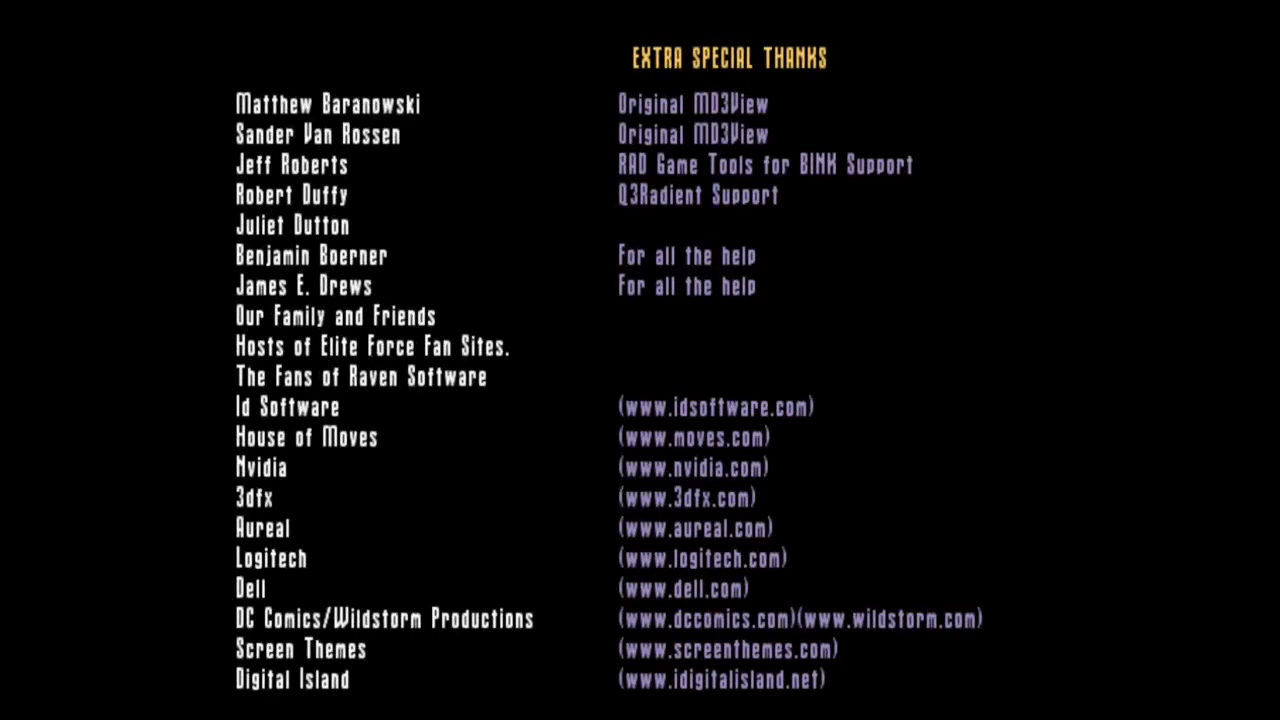 EXTRA SPECIAL THANKS
Matthew Baranowski Original MD3View
Sander Van Rossen Original MD3View
Jeff Roberts RAD Game Tools for BINK Support
Robert Duffy Q3Radient Support
Juliet Dutton
Benjamin Boerner For all the help
James E. Drews For all the help
Our Family and Friends
Hosts of Elite Force Fan Sites.
The Fans of Raven Software
Id Software (www.idsoftware.com)
House of Moves (www.moves.com)
Nvidia (www.nvidia.com)
3dfx (www.3dfx.com)
Aureal (www.aureal.com)
Logitech (www.logitech.com)
Dell (www.dell.com)
DC Comics/Wildstorm Productions (www.dccomics.com)(www.wildstorm.com)
Screen Themes (www.screenthemes.com)
Digital Island (www.idigitalisland.net)